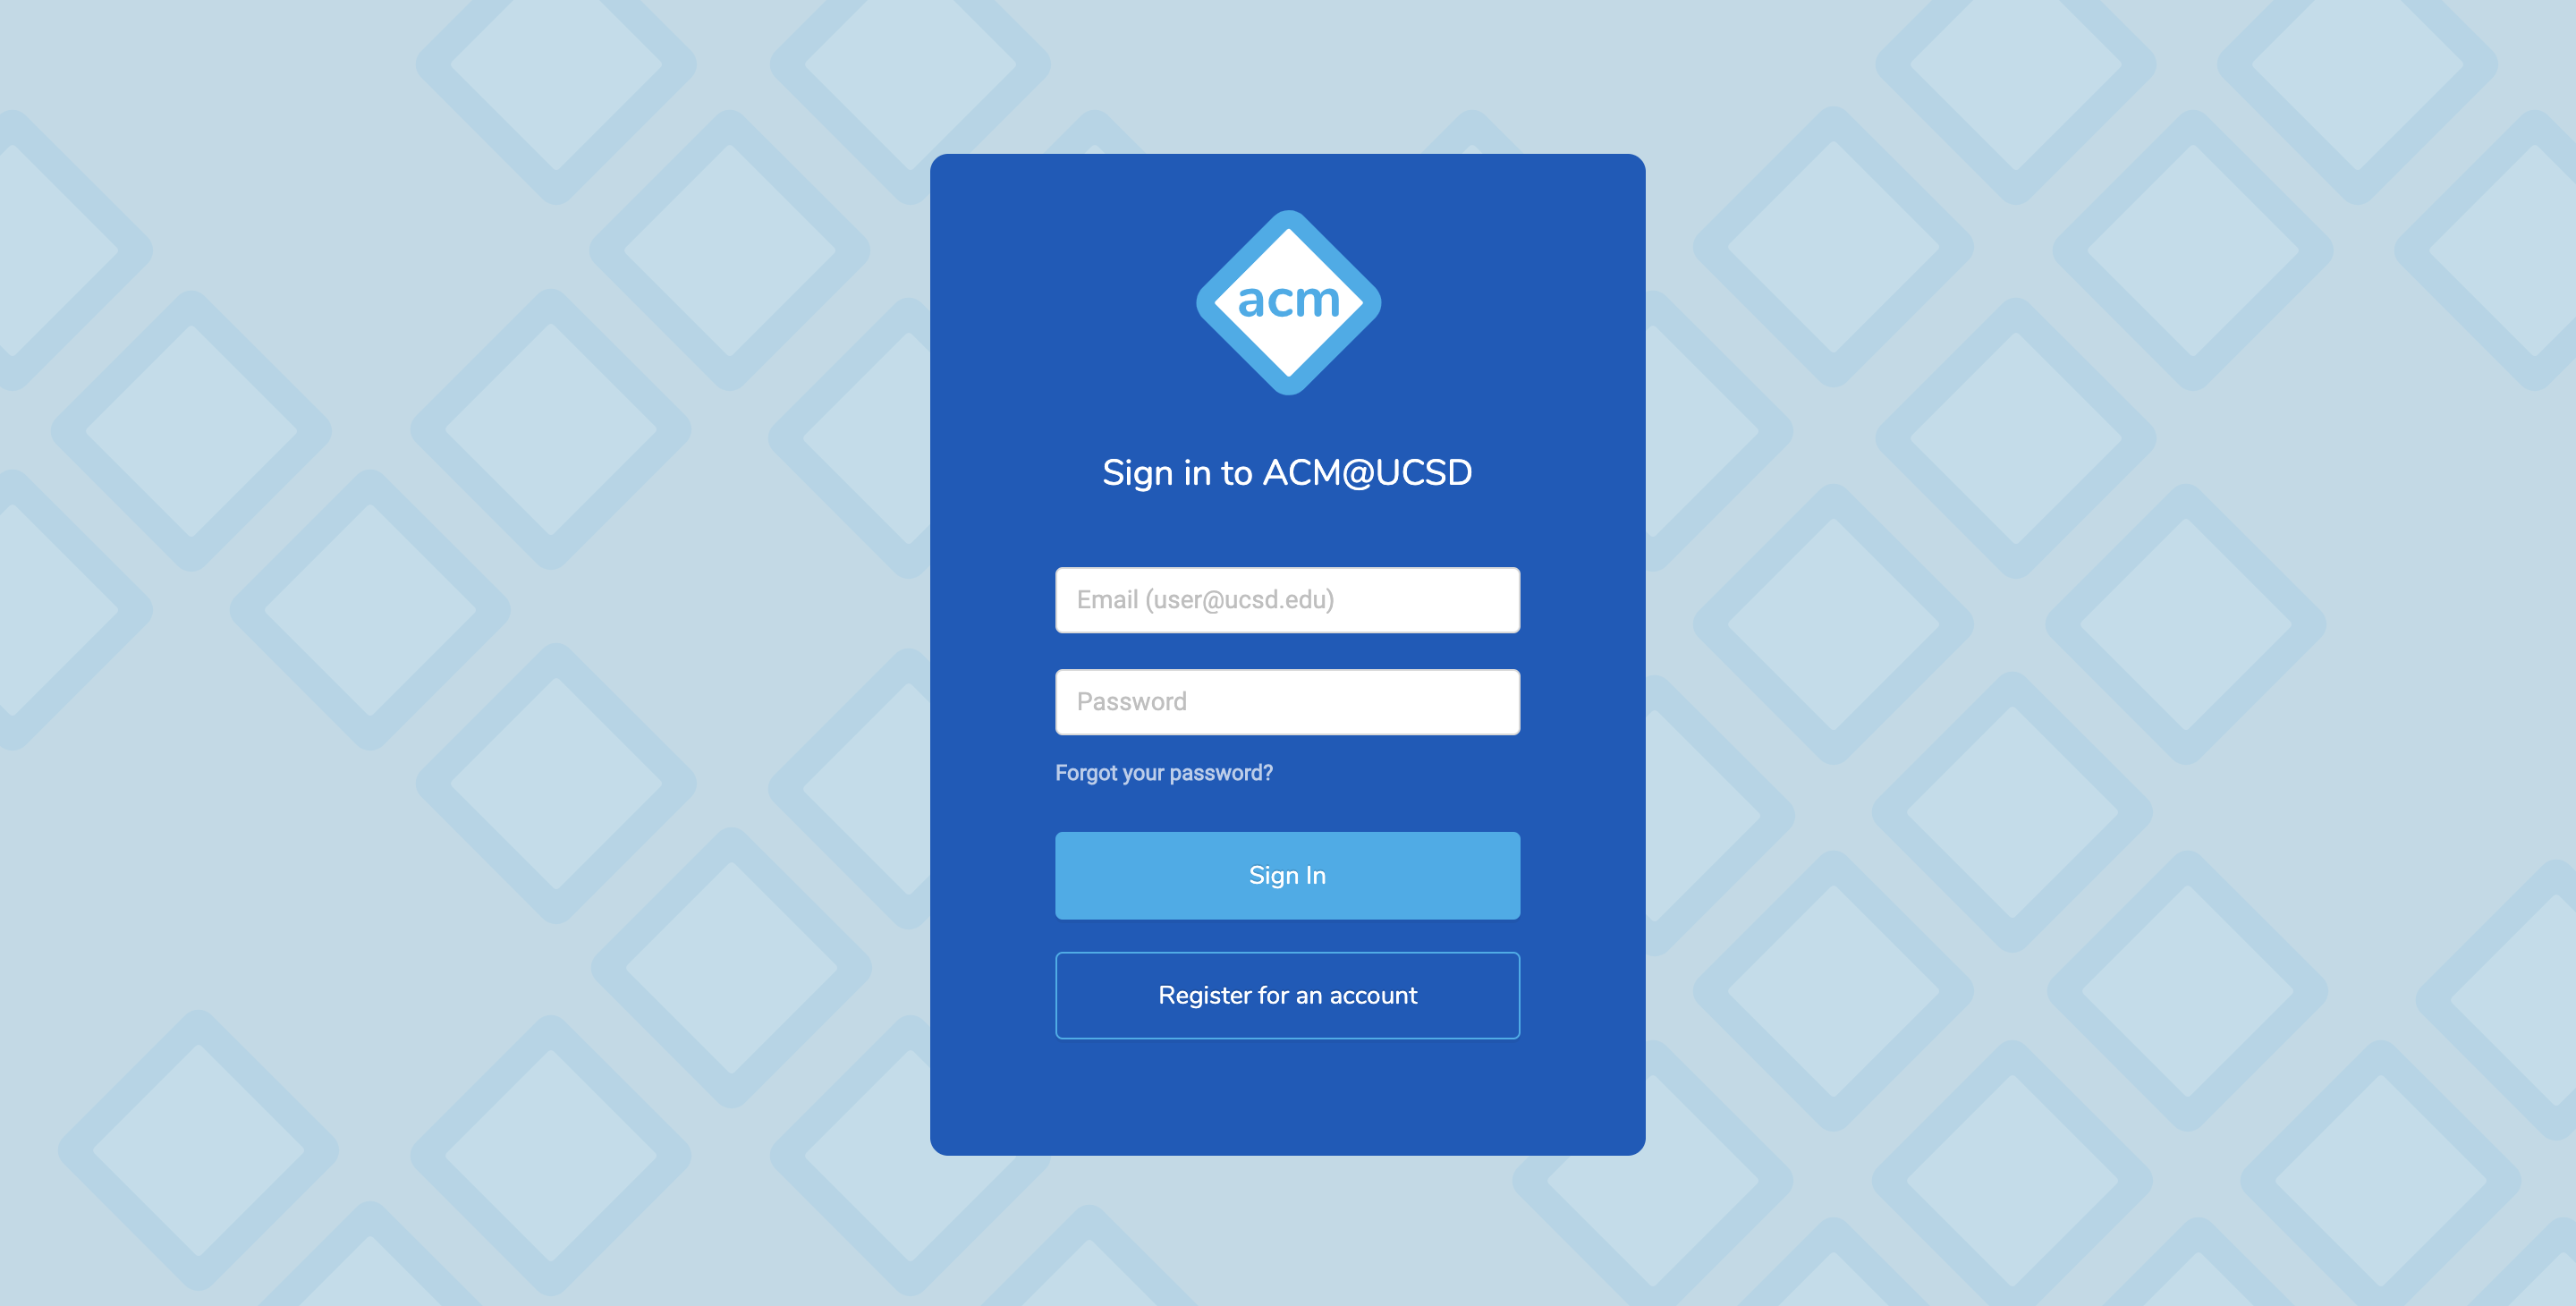 acm
Sign in to ACM@UCSD
Email (user@ucsd.edu)
Password
Forgot your password?
Sign In
Register for an account